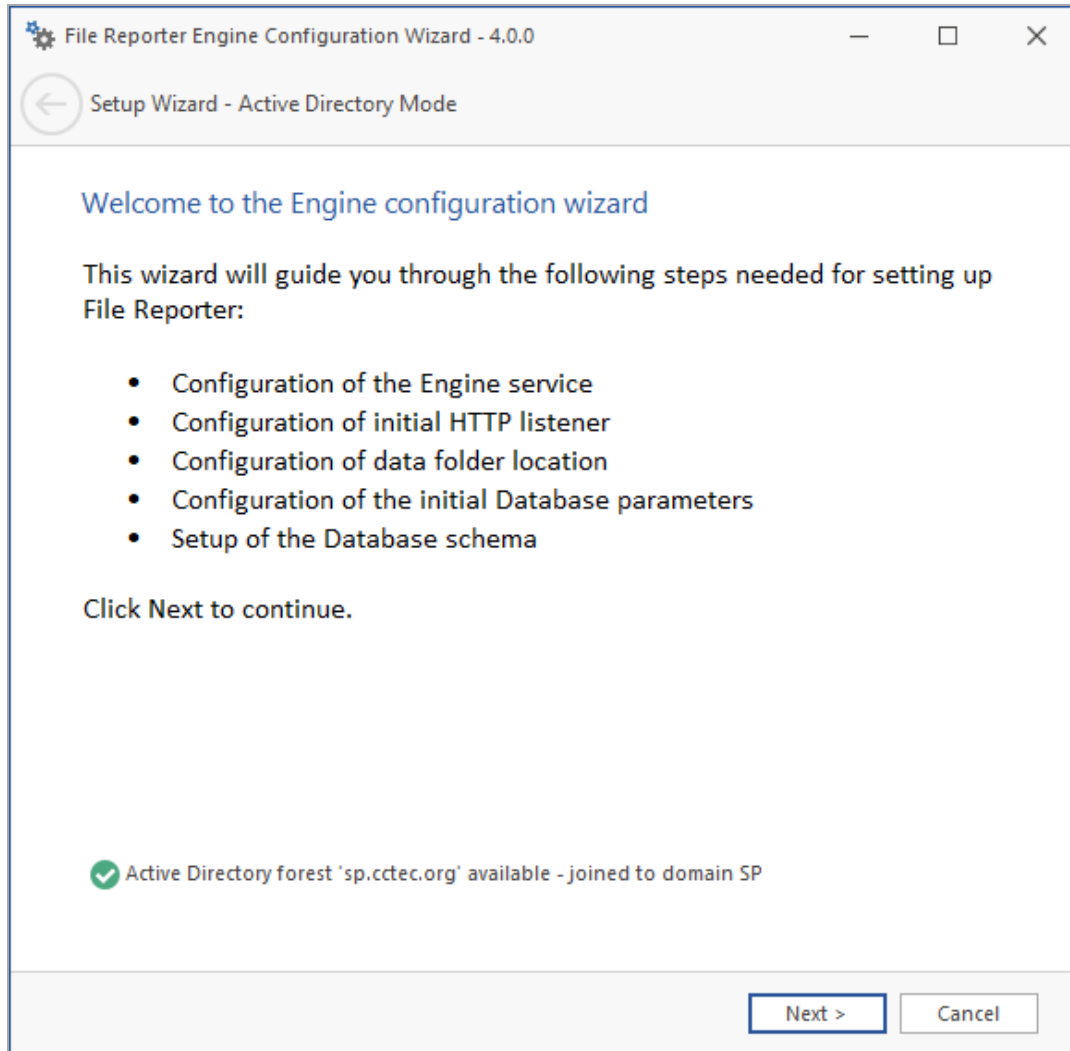 File Reporter Engine Configuration Wizard - 4.0.0
Setup Wizard - Active Directory Mode
Welcome to the Engine configuration wizard
This wizard will guide you through the following steps needed for setting up
File Reporter:
• Configuration of the Engine service
• Configuration of initial HTTP listener
• Configuration of data folder location
• Configuration of the initial Database parameters
• Setup of the Database schema
Click Next to continue.
Active Directory forest 'sp.cctec.org' available - joined to domain SP
Next >
Cancel